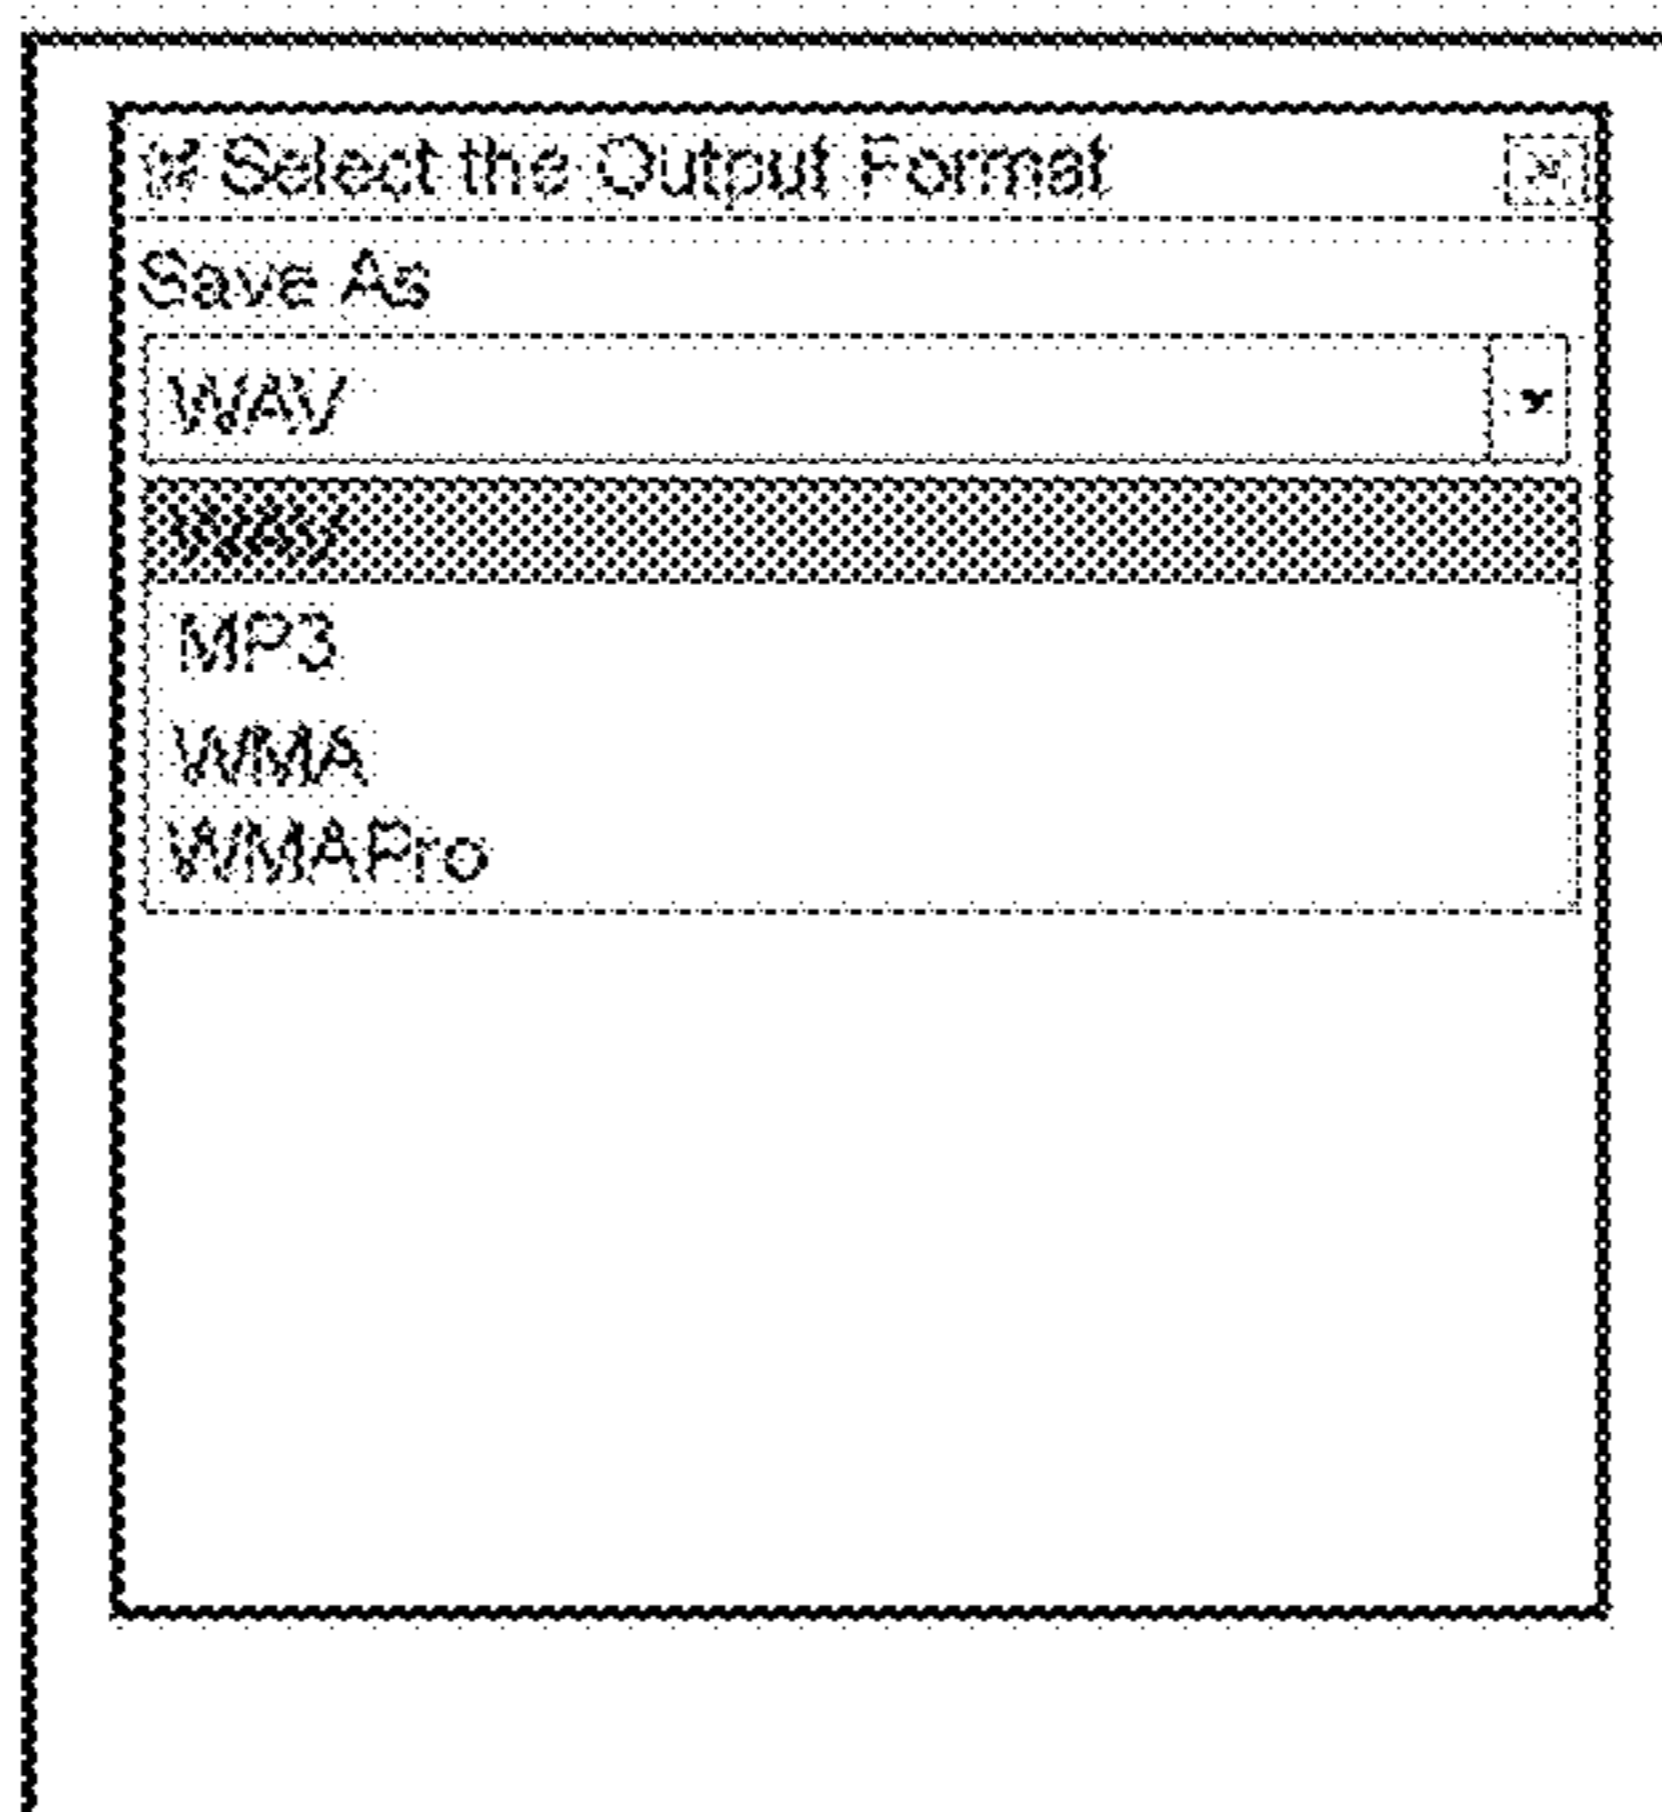 Select the Output Format
Save As
WAV
WAV
MP3
WMA
WMAPro